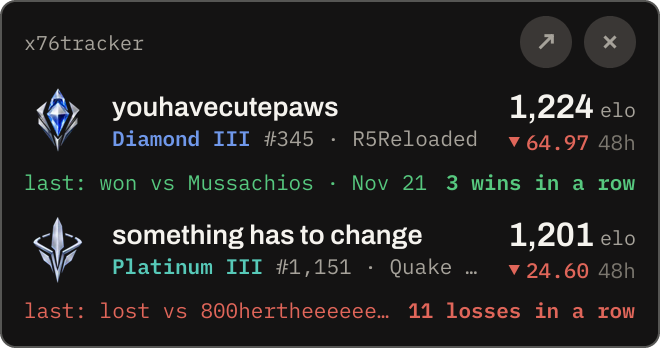 x76tracker
youhavecutepaws 1,224 elo
Diamond III #345 · R5Reloaded ▼64.97 48h
last: won vs Mussachios · Nov 21 3 wins in a row
something has to change 1,201 elo
Platinum III #1,151 · Quake … ▼24.60 48h
last: lost vs 800hertheeeeee… 11 losses in a row